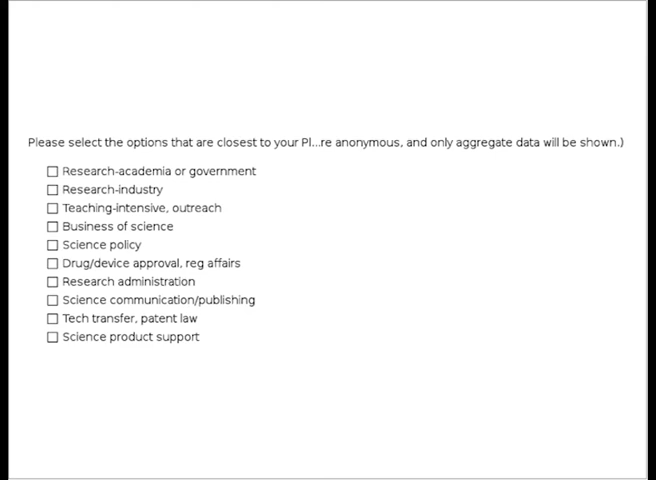 Please select the options that are closest to your Pl...re anonymous, and only aggregate data will be shown.)
Research-academia or government
Research-industry
Teaching-intensive, outreach
Business of science
Science policy
Drug/device approval, reg affairs
Research administration
Science communication/publishing
Tech transfer, patent law
Science product support